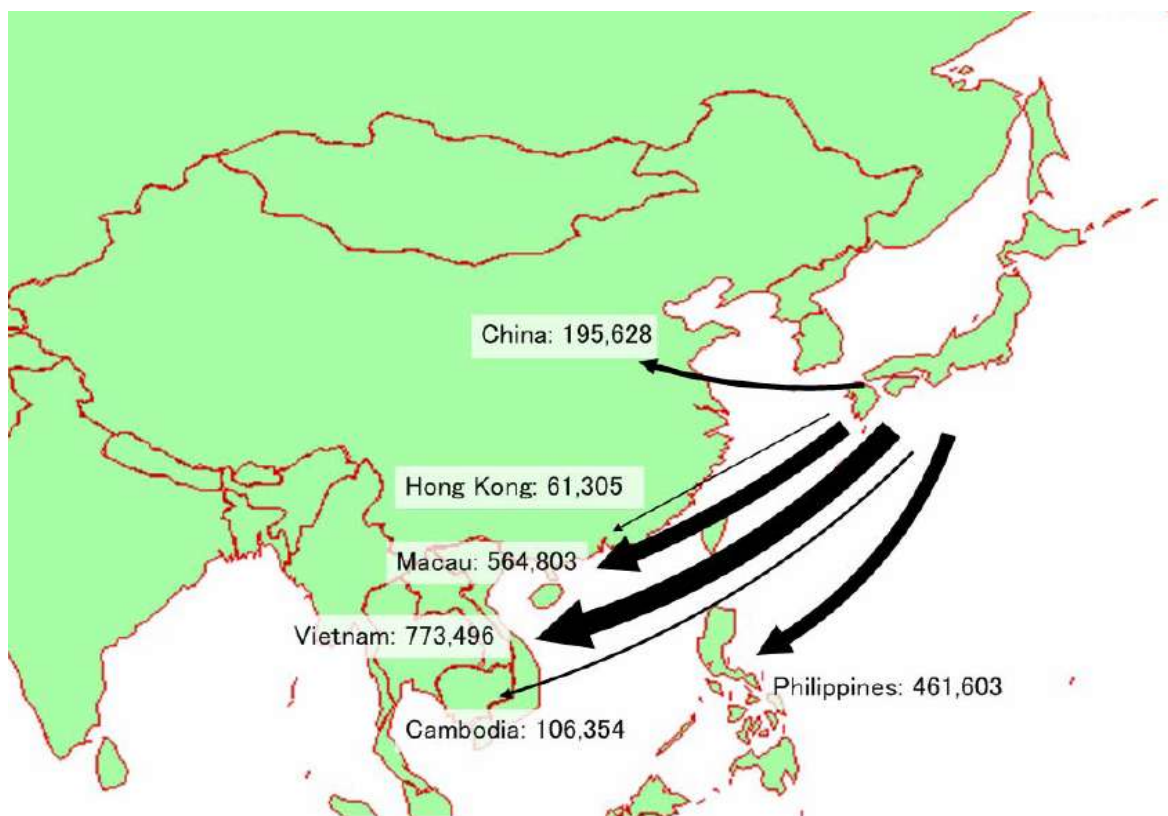 China: 195,628
Hong Kong: 61,305
Macau: 564,803
Vietnam: 773,496
Philippines: 461,603
Cambodia: 106,354